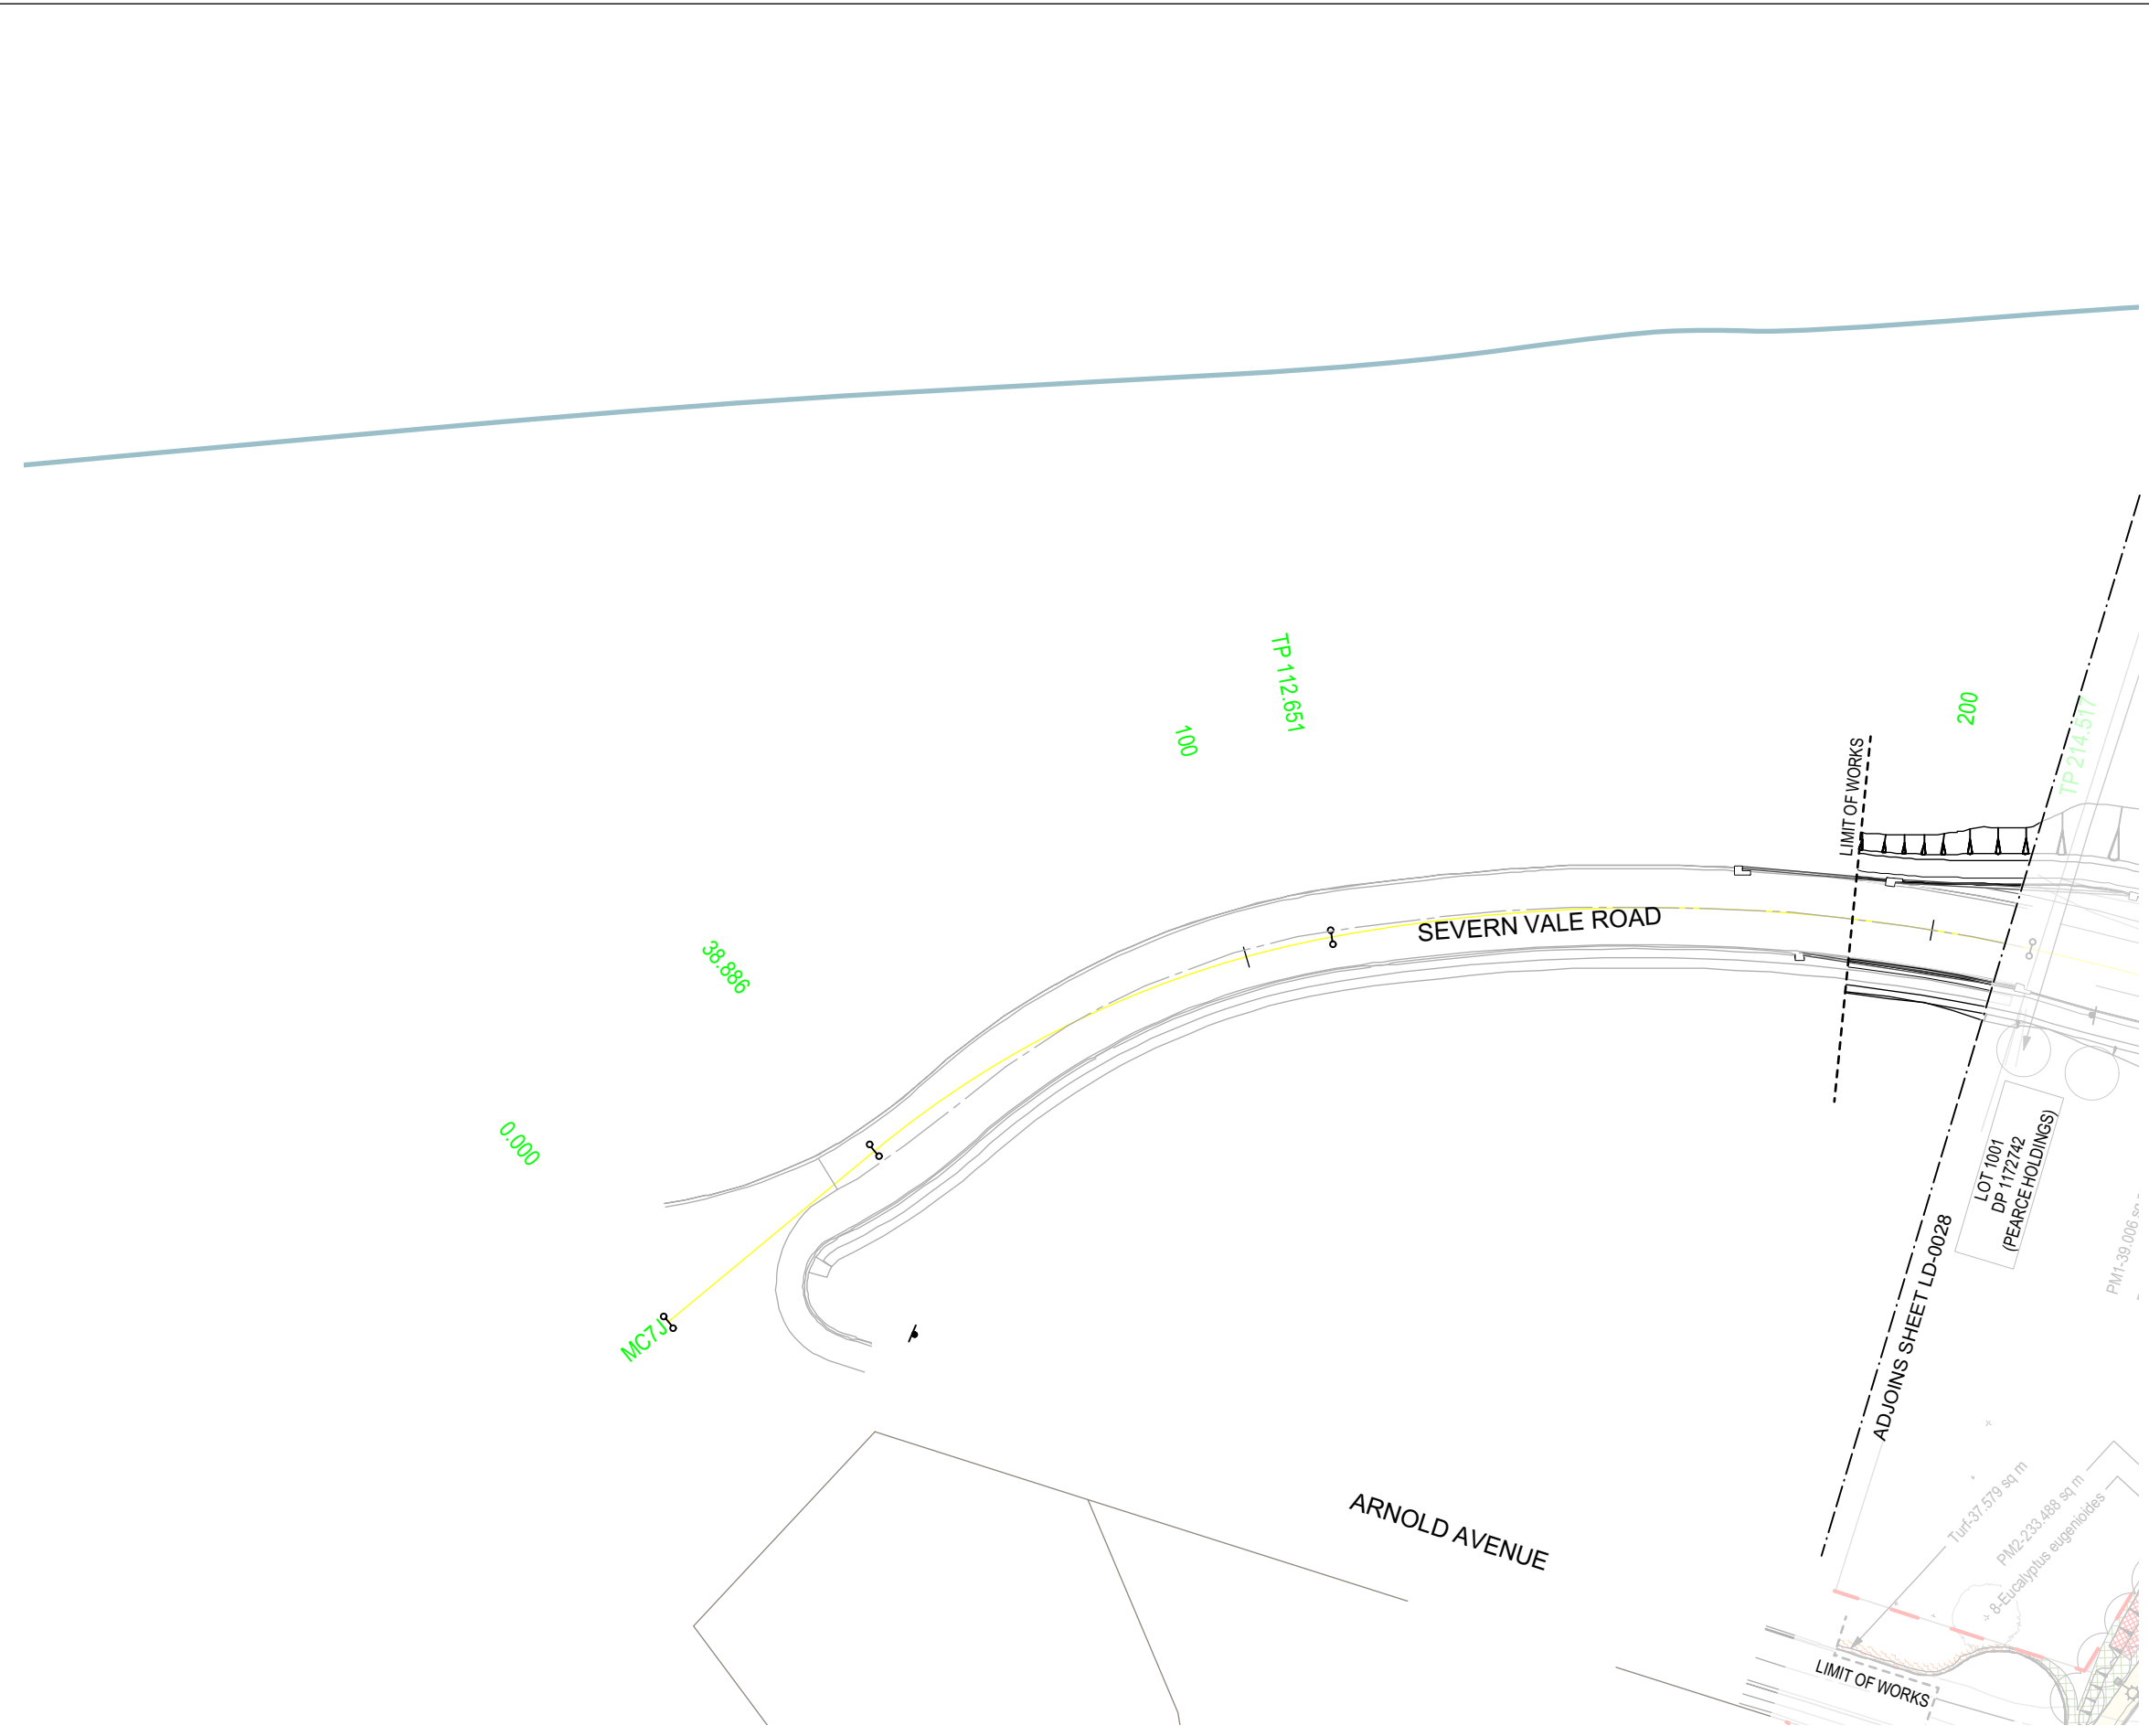 TP 112.651
100
200
TP 214.517
LIMIT OF WORKS
SEVERN VALE ROAD
38.886
0.000
MC7J
LOT 1001
DP 1172742
(PEARCE HOLDINGS)
ADJOINS SHEET LD-0028
PM1-39.006 sq
ARNOLD AVENUE
Turf-37.579 sq m
PM2-233.488 sq m
8-Eucalyptus eugenioides
LIMIT OF WORKS